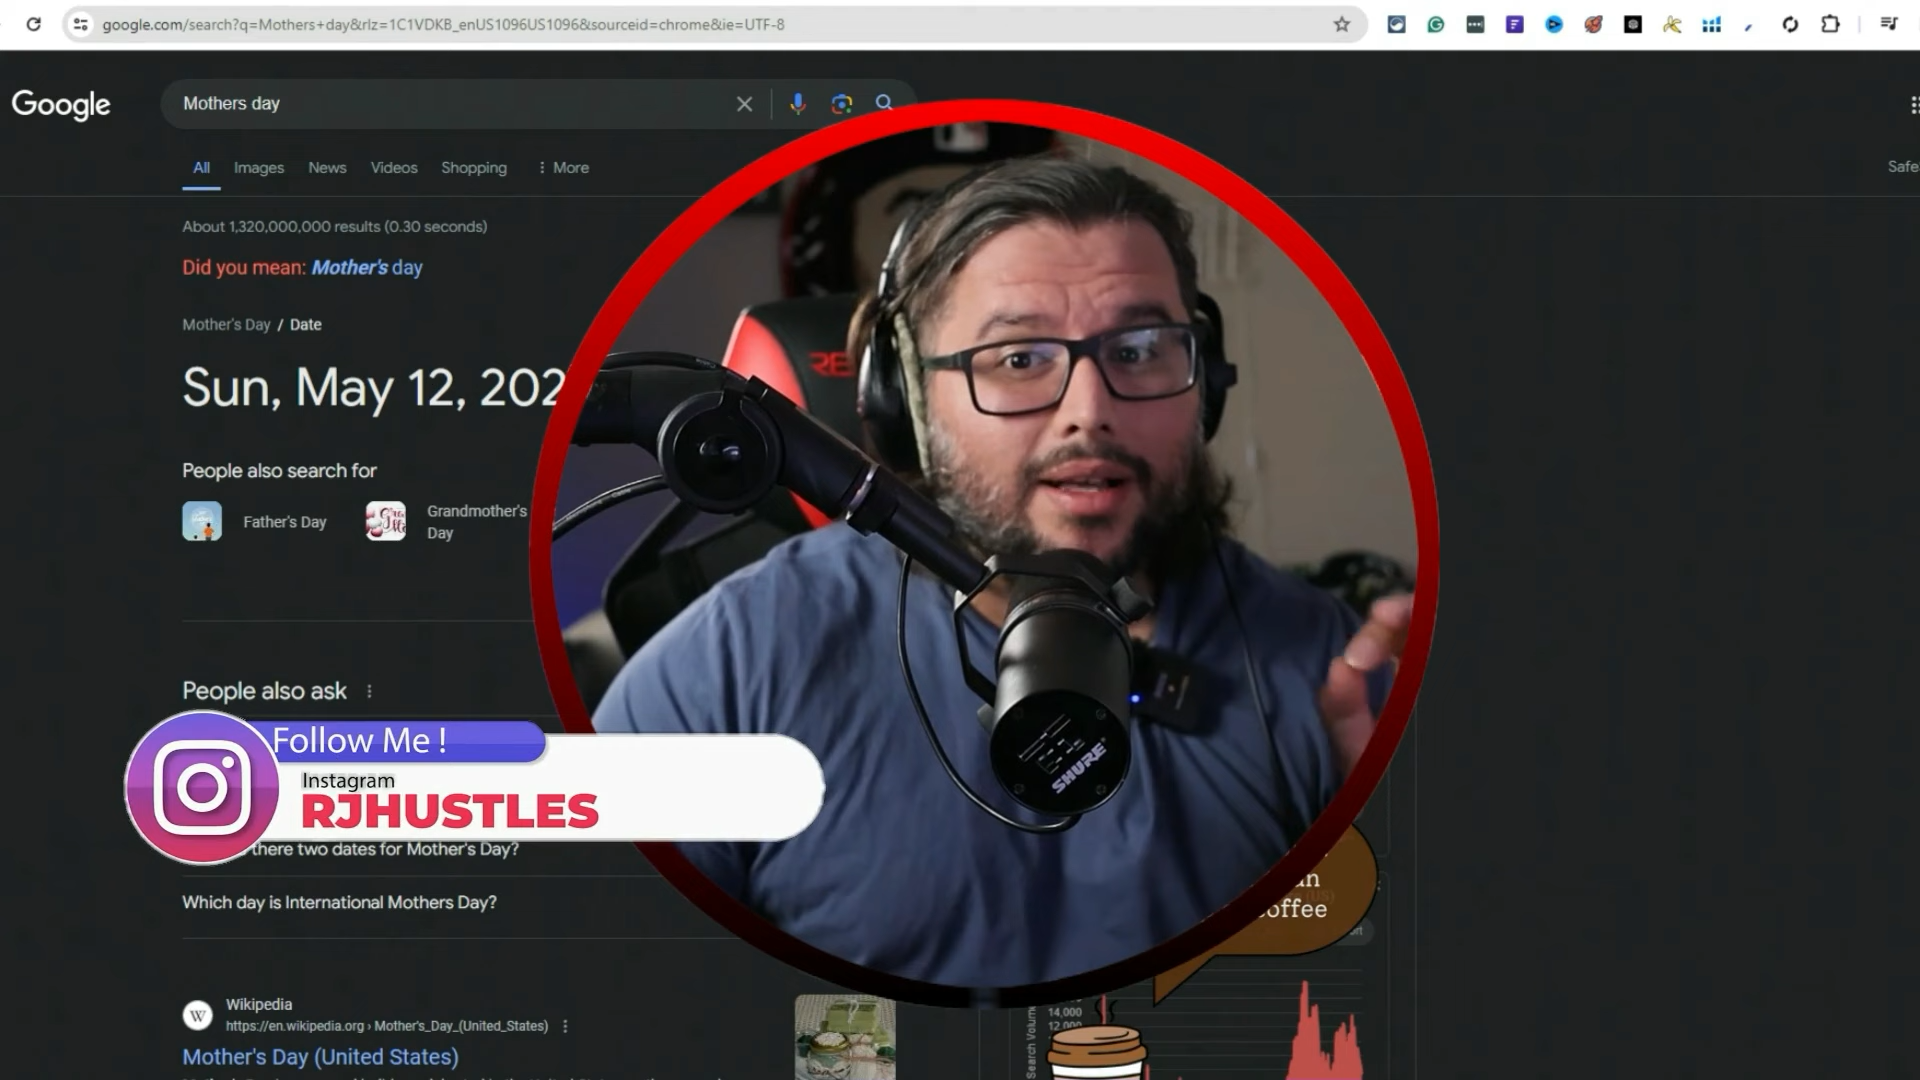 google.com/search?q=Mothers+day&rlz=1C1VDKB_enUS1096US1096&sourceid=chrome&ie=UTF-8
Google
Mothers day
All Images News Videos Shopping More
Safe
About 1,320,000,000 results (0.30 seconds)
Did you mean: Mother's day
Mother's Day / Date
Sun, May 12, 202
People also search for
Father's Day
Grandmother's
Day
People also ask
Follow Me !
Instagram
RJHUSTLES
there two dates for Mother's Day?
Which day is International Mothers Day?
SHURE
offee
W
Wikipedia
https://en.wikipedia.org › Mother's_Day_(United_States)
Mother's Day (United States)
14,000
12,000
Search Volum